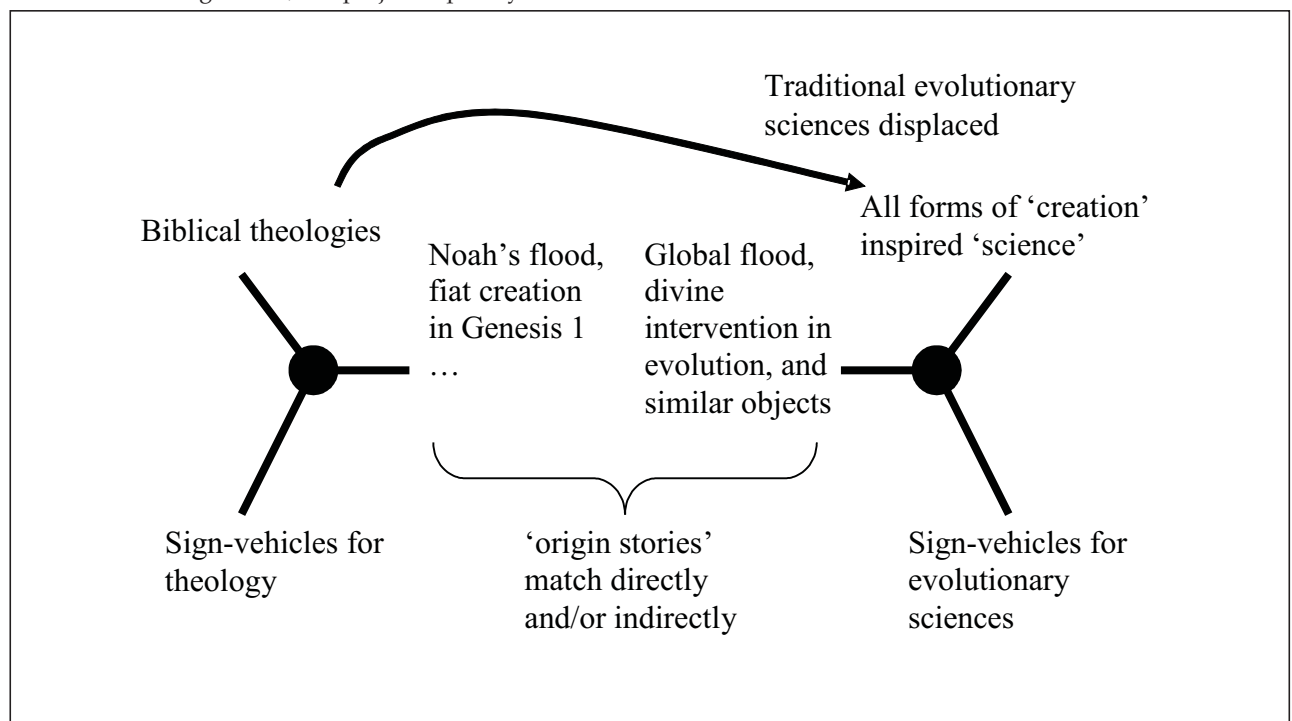 Traditional evolutionary
sciences displaced
Biblical theologies
All forms of ‘creation’
inspired ‘science’
Noah’s flood,
fiat creation
in Genesis 1
…
Global flood,
divine
intervention in
evolution, and
similar objects
Sign-vehicles for
theology
‘origin stories’
match directly
and/or indirectly
Sign-vehicles for
evolutionary
sciences